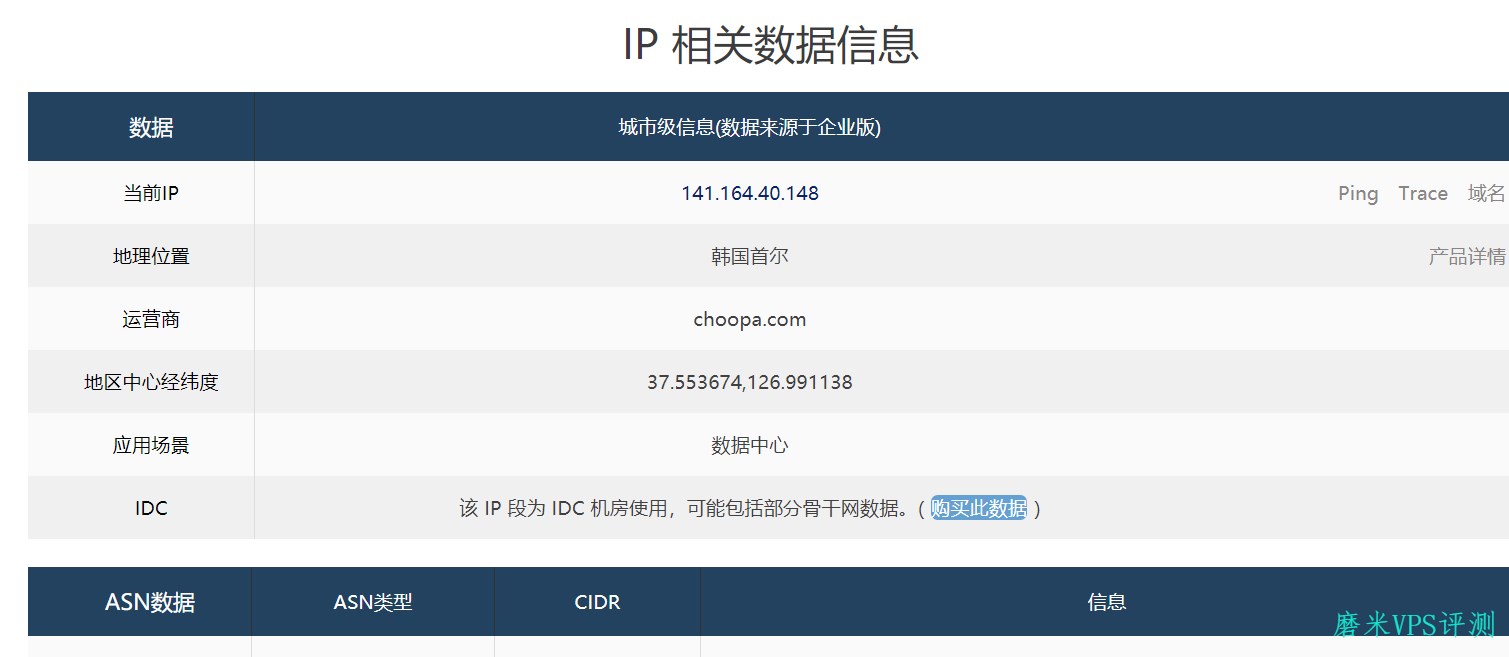 IP 相关数据信息
数据 城市级信息(数据来源于企业版)
当前IP 141.164.40.148 Ping Trace 域名
地理位置 韩国首尔 产品详情
运营商 choopa.com
地区中心经纬度 37.553674,126.991138
应用场景 数据中心
IDC 该 IP 段为 IDC 机房使用，可能包括部分骨干网数据。( 购买此数据 )
ASN数据 ASN类型 CIDR 信息
磨米VPS评测